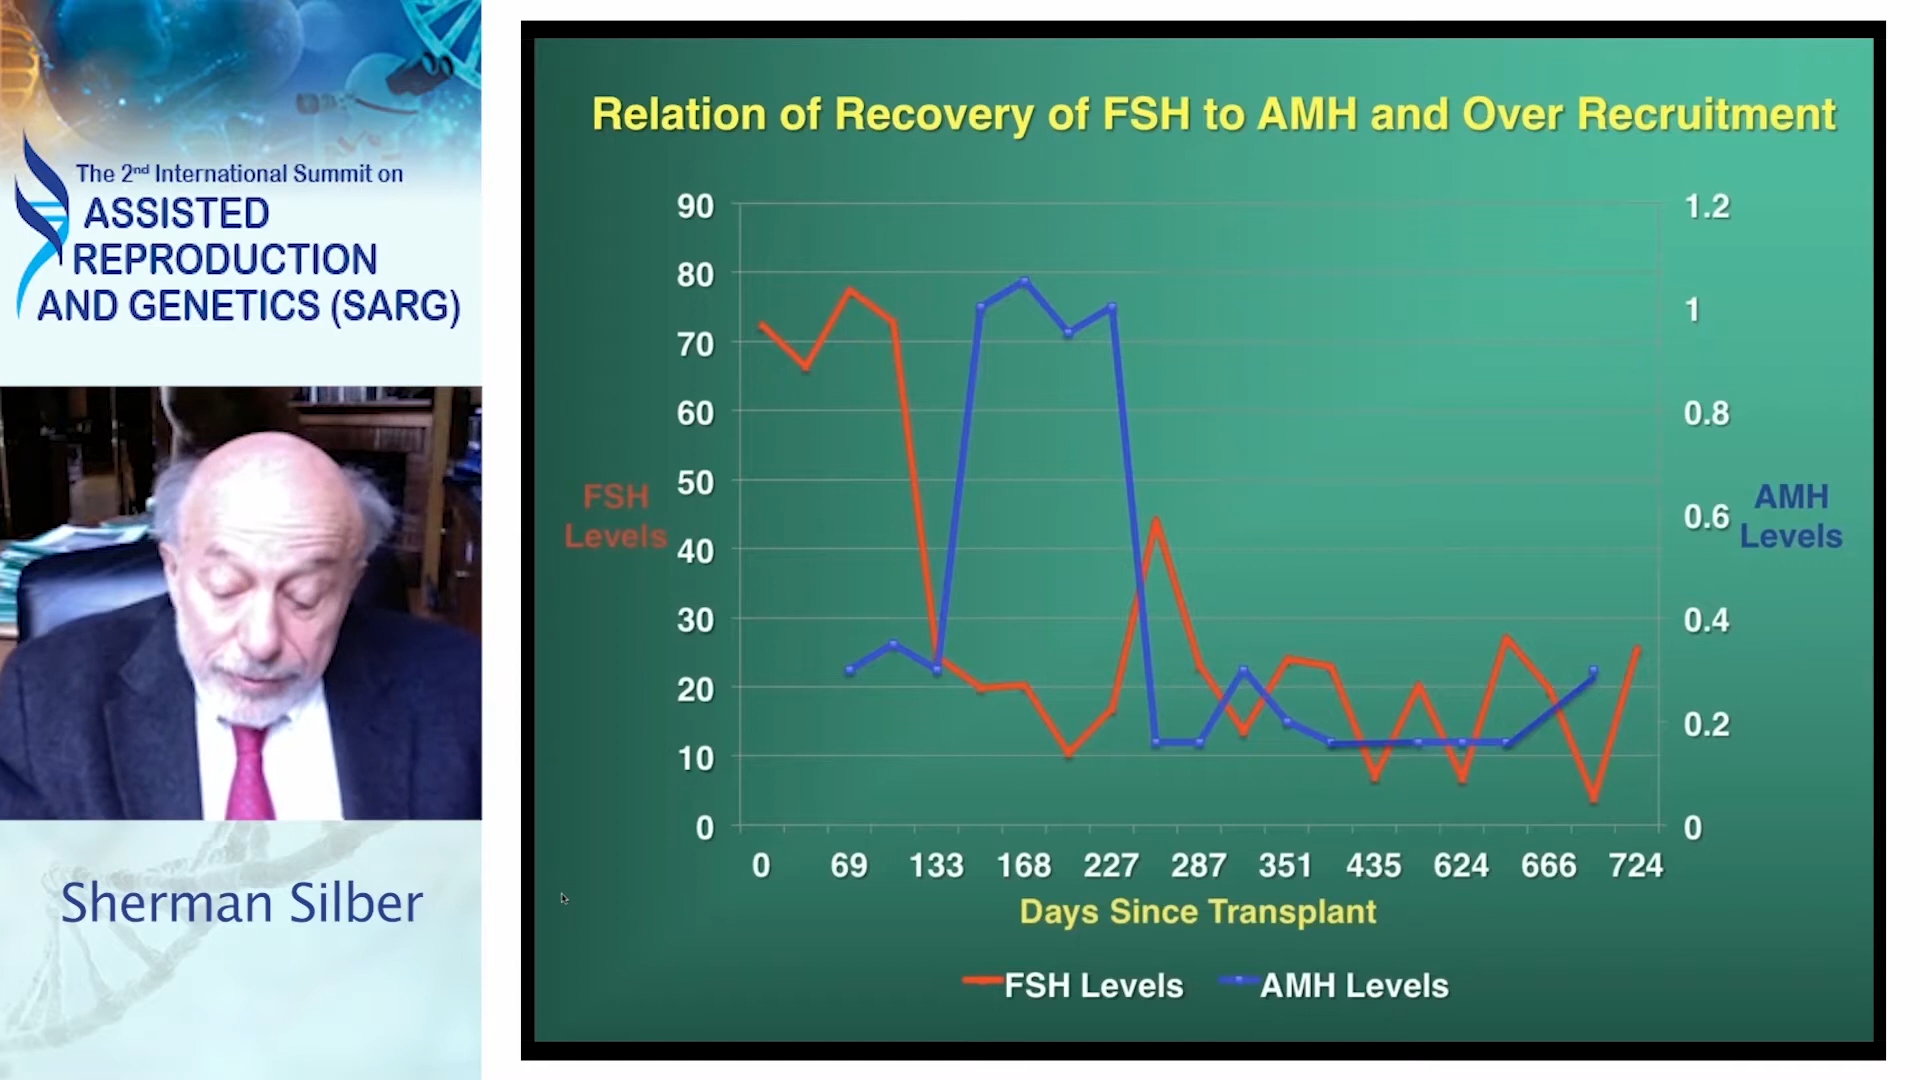 The 2nd International Summit on
ASSISTED
REPRODUCTION
AND GENETICS (SARG)
Sherman Silber
Relation of Recovery of FSH to AMH and Over Recruitment
90
80
70
60
50
40
30
20
10
0
FSH
Levels
1.2
1
0.8
0.6
0.4
0.2
0
AMH
Levels
0 69 133 168 227 287 351 435 624 666 724
Days Since Transplant
FSH Levels AMH Levels